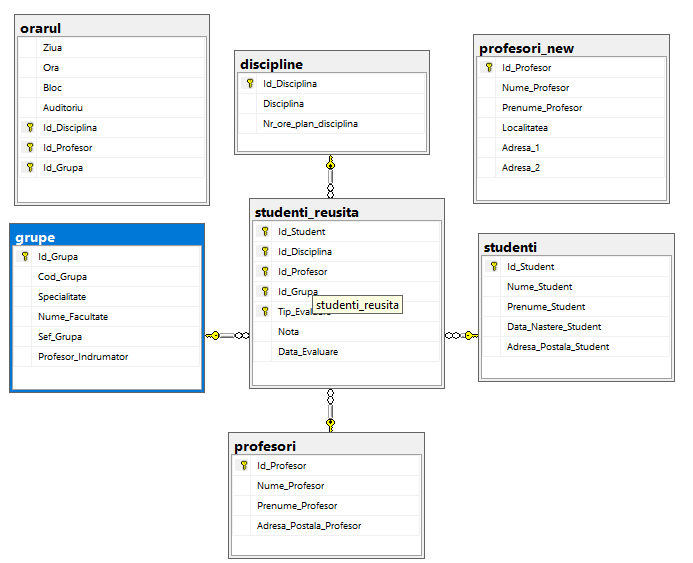 orarul
Ziua
Ora
Bloc
Auditoriu
Id_Disciplina
Id_Profesor
Id_Grupa
discipline
Id_Disciplina
Disciplina
Nr_ore_plan_disciplina
profesori_new
Id_Profesor
Nume_Profesor
Prenume_Profesor
Localitatea
Adresa_1
Adresa_2
grupe
Id_Grupa
Cod_Grupa
Specialitate
Nume_Facultate
Sef_Grupa
Profesor_Indrumator
studenti_reusita
Id_Student
Id_Disciplina
Id_Profesor
Id_Grupa
studenti_reusita
Nota
Data_Evaluare
studenti
Id_Student
Nume_Student
Prenume_Student
Data_Nastere_Student
Adresa_Postala_Student
profesori
Id_Profesor
Nume_Profesor
Prenume_Profesor
Adresa_Postala_Profesor